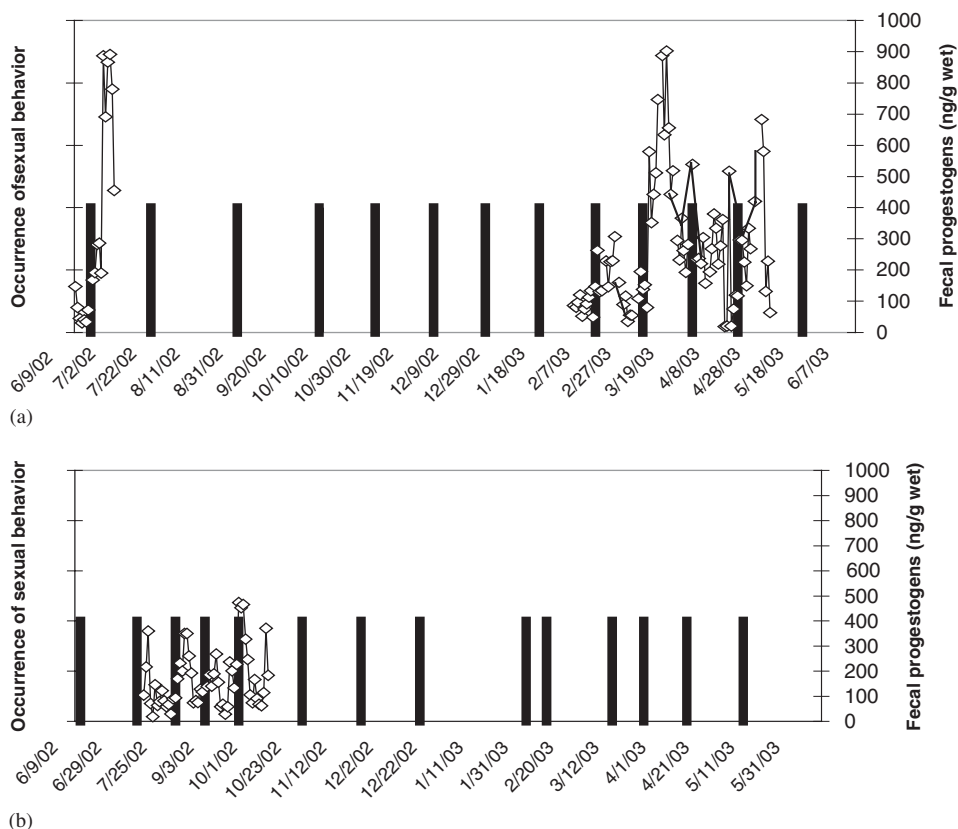 1000
900
800
700
600
500
400
300
200
100
0
Occurrence ofsexual behavior
Fecal progestogens (ng/g wet)
6/9/02 7/2/02 7/22/02 8/11/02 8/31/02 9/20/02 10/10/02 10/30/02 11/19/02 12/9/02 12/29/02 1/18/03 2/7/03 2/27/03 3/19/03 4/8/03 4/28/03 5/18/03 6/7/03
(a)
1000
900
800
700
600
500
400
300
200
100
0
Occurrence of sexual behavior
Fecal progestogens (ng/g wet)
6/9/02 6/29/02 7/25/02 9/3/02 10/1/02 10/23/02 11/12/02 12/2/02 12/22/02 1/11/03 1/31/03 2/20/03 3/12/03 4/1/03 4/21/03 5/11/03 5/31/03
(b)